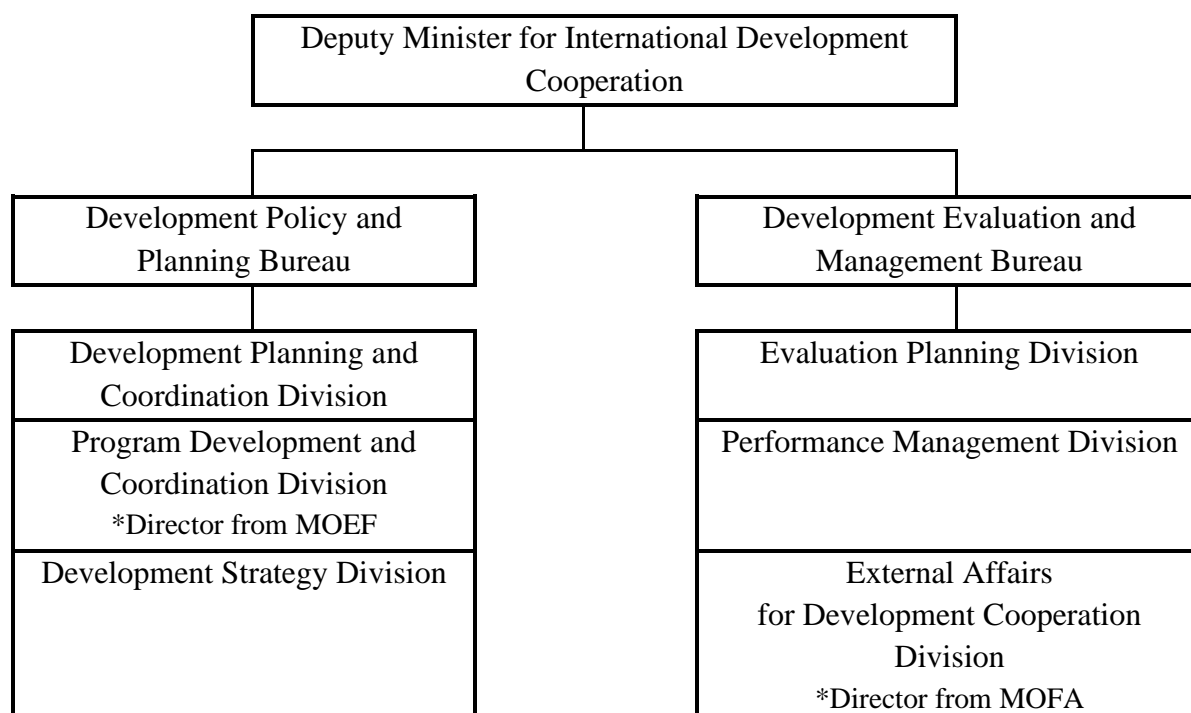 Deputy Minister for International Development
Cooperation
Development Policy and
Planning Bureau
Development Evaluation and
Management Bureau
Development Planning and
Coordination Division
Program Development and
Coordination Division
*Director from MOEF
Development Strategy Division
Evaluation Planning Division
Performance Management Division
External Affairs
for Development Cooperation
Division
*Director from MOFA